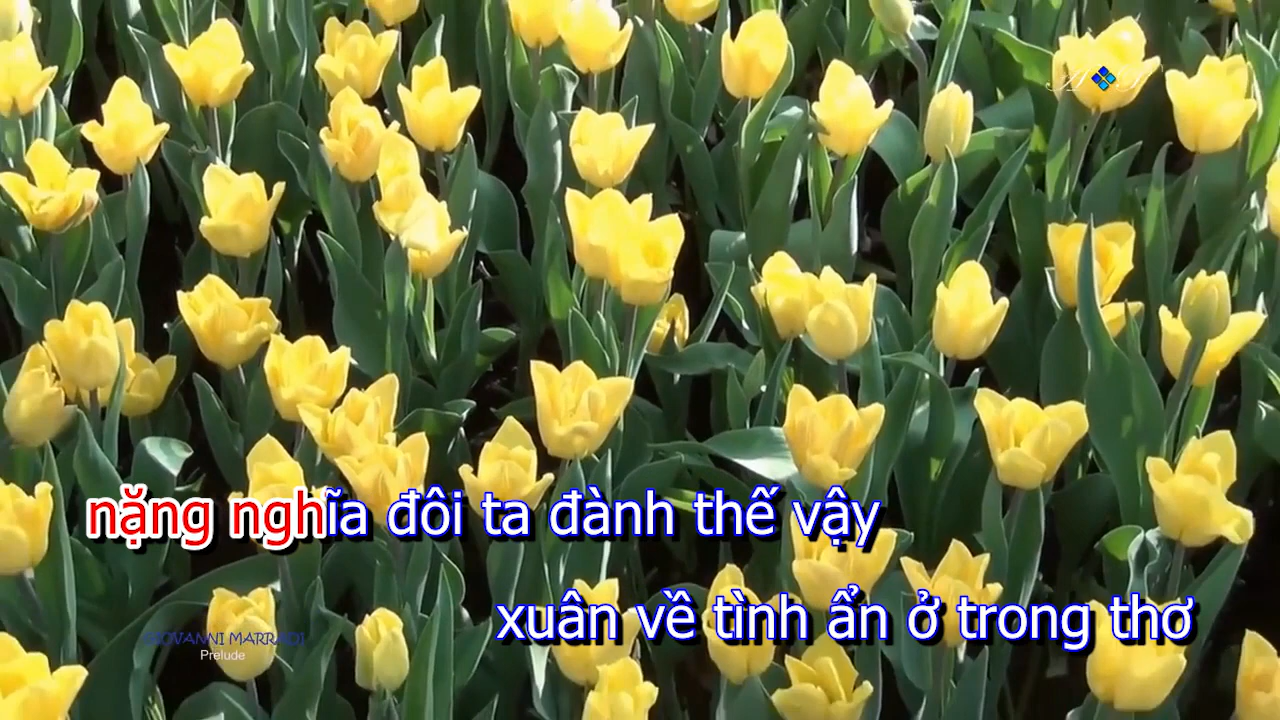 nặng nghĩa đôi ta đành thế vậy
xuân về tình ẩn ở trong thơ
GIOVANNI MARRADI
Prelude